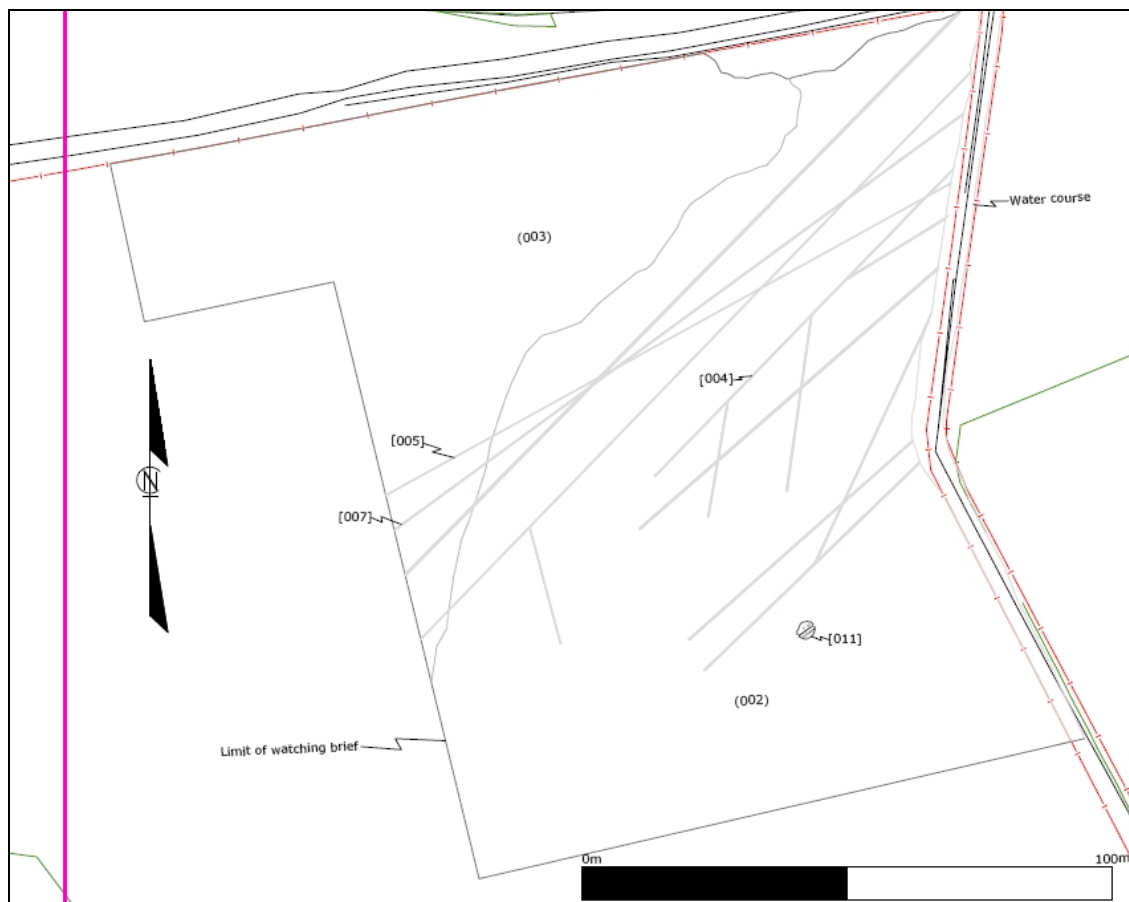 Water course
(003)
[004]
[005]
N
[007]
[011]
(002)
Limit of watching brief
0m 100m